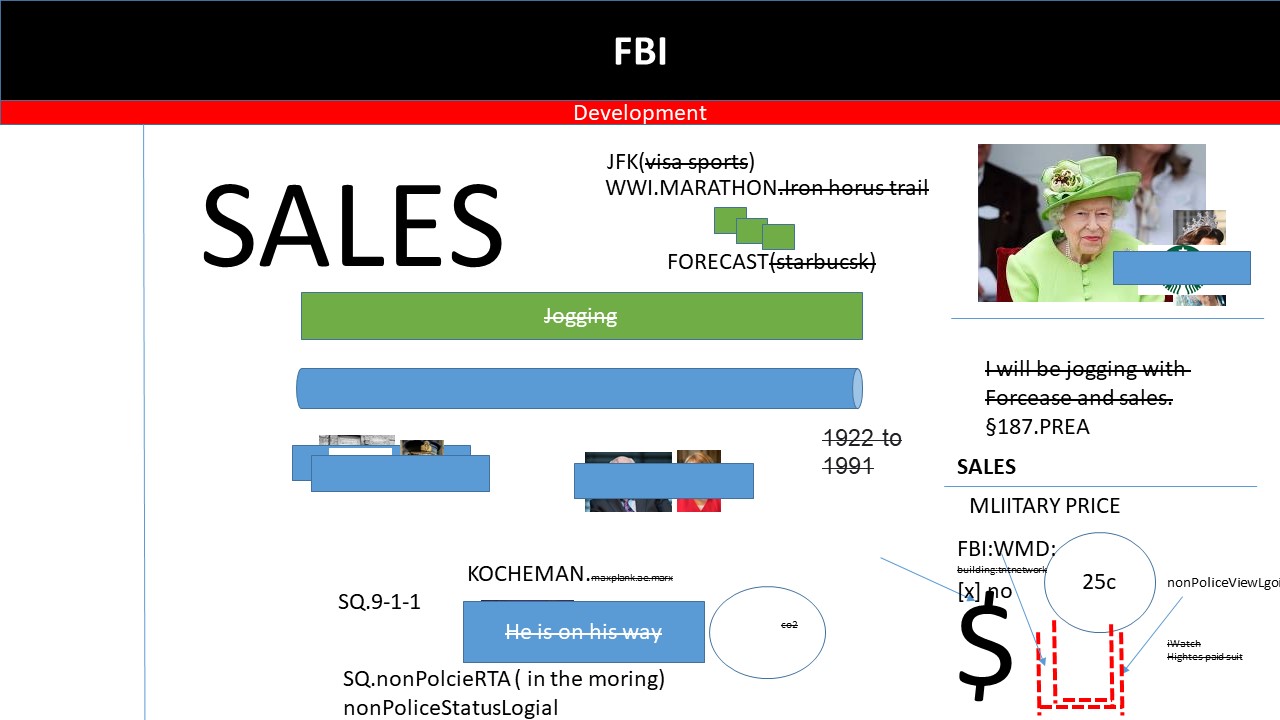 FBI
Development
SALES
JFK(visa sports)
WWI.MARATHON.Iron horus trail
FORECAST(starbucsk)
Jogging
1922 to
1991
I will be jogging with
Forcease and sales.
§187.PREA
SALES
MLIITARY PRICE
FBI:WMD:
building:tntnetwork
[x] no
25c
nonPoliceViewLgoi
$
iWatch
Hightes paid suit
KOCHEMAN.maxplank.ae.marx
SQ.9-1-1
He is on his way
co2
SQ.nonPolcieRTA ( in the moring)
nonPoliceStatusLogial